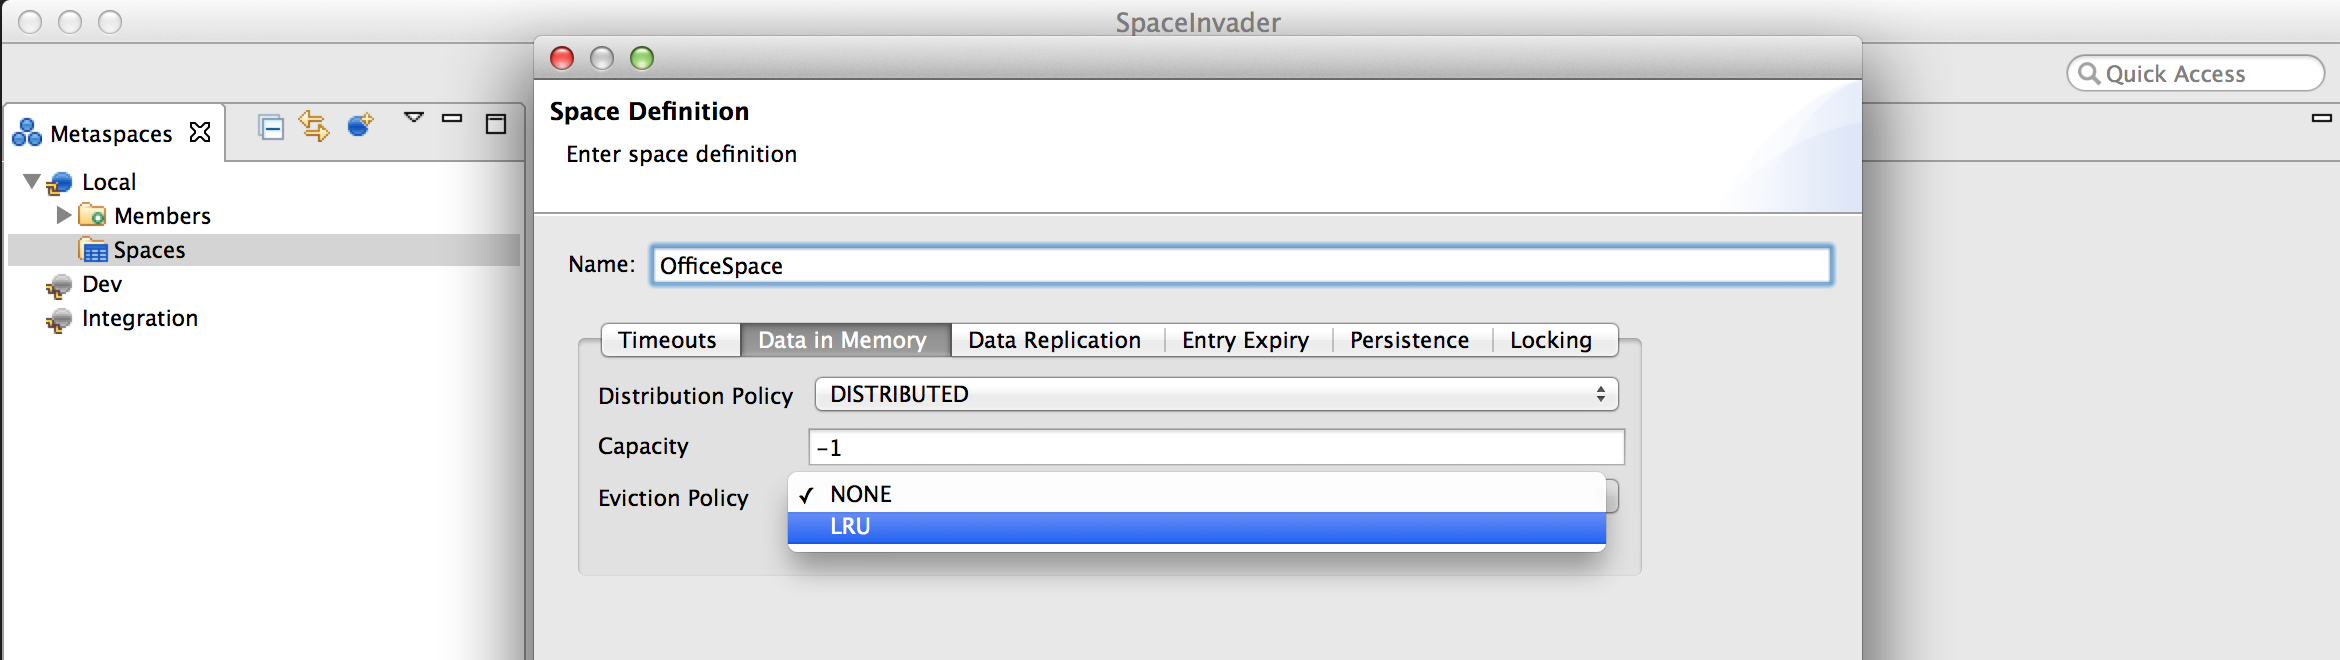 SpaceInvader
Quick Access
Metaspaces
Local
Members
Spaces
Dev
Integration
Space Definition
Enter space definition
Name: OfficeSpace
Timeouts Data in Memory Data Replication Entry Expiry Persistence Locking
Distribution Policy DISTRIBUTED
Capacity -1
Eviction Policy NONE
LRU